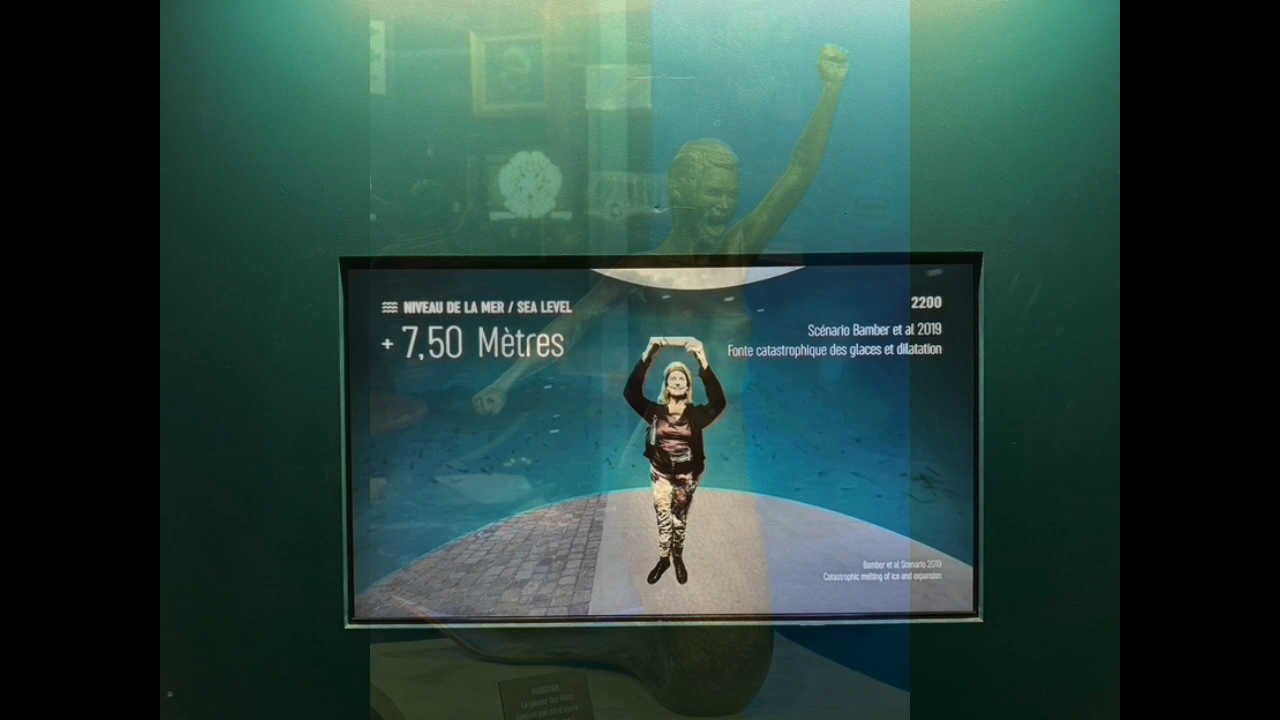 NIVEAU DE LA MER / SEA LEVEL
+ 7,50 Mètres
2200
Scénario Bamber et al 2019
Fonte catastrophique des glaces et dilatation
Bamber et al Scenario 2019
Catastrophic melting of ice and expansion